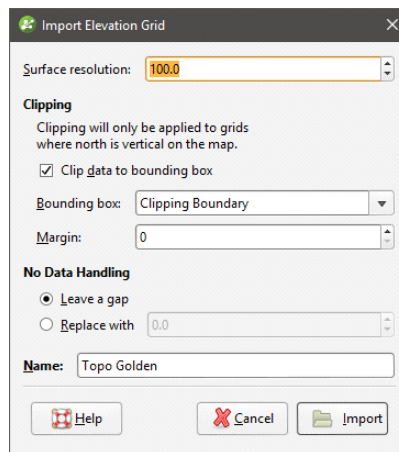 Import Elevation Grid
Surface resolution: 100.0
Clipping
Clipping will only be applied to grids
where north is vertical on the map.
Clip data to bounding box
Bounding box: Clipping Boundary
Margin: 0
No Data Handling
Leave a gap
Replace with 0.0
Name: Topo Golden
Help Cancel Import